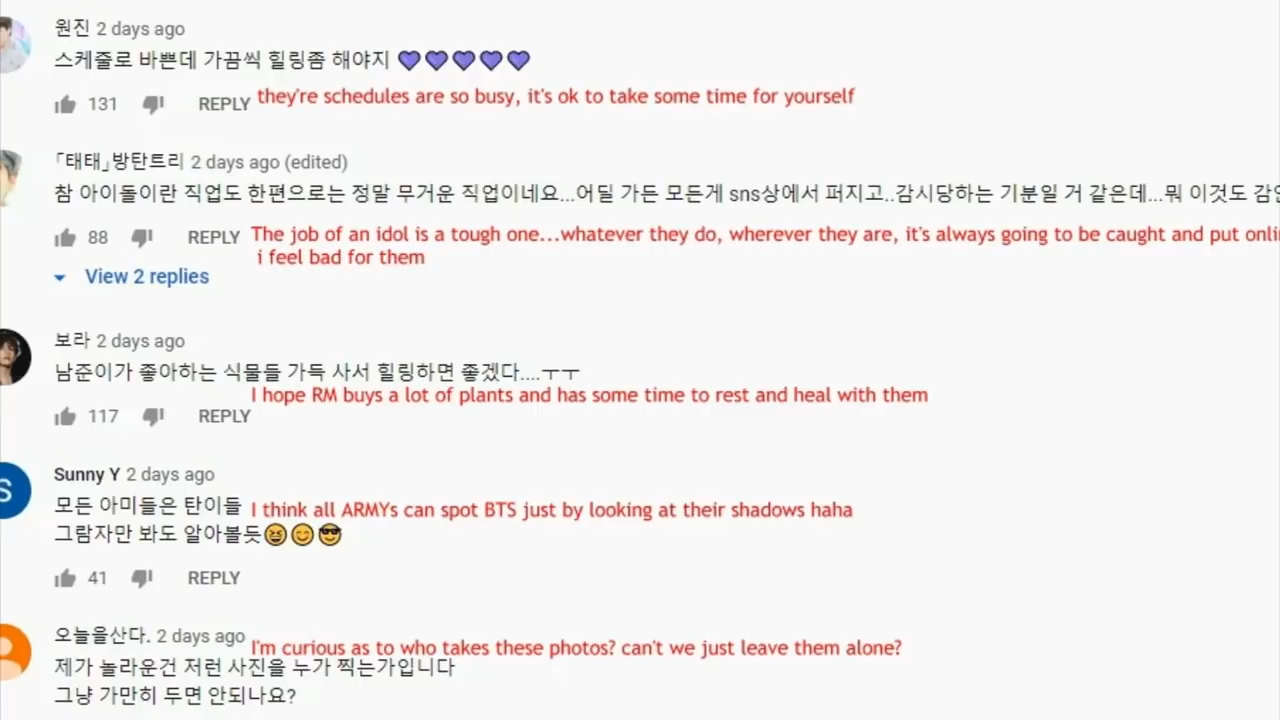 원진 2 days ago
스케줄로 바쁜데 가끔씩 힐링좀 해야지 💜💜💜💜💜
131 REPLY they're schedules are so busy, it's ok to take some time for yourself
「태태」방탄트리 2 days ago (edited)
참 아이돌이란 직업도 한편으로는 정말 무거운 직업이네요...어딜 가든 모든게 sns상에서 퍼지고..감시당하는 기분일 거 같은데...뭐 이것도
88 REPLY The job of an idol is a tough one...whatever they do, wherever they are, it's always going to be caught and put
i feel bad for them
View 2 replies
보라 2 days ago
남준이가 좋아하는 식물들 가득 사서 힐링하면 좋겠다....ㅜㅜ
I hope RM buys a lot of plants and has some time to rest and heal with them
117 REPLY
S
Sunny Y 2 days ago
모든 아미들은 탄이들 I think all ARMYs can spot BTS just by looking at their shadows haha
그람자만 봐도 알아볼듯😆😊😎
41 REPLY
오늘을산다. 2 days ago I'm curious as to who takes these photos? can't we just leave them alone?
제가 놀라운건 저런 사진을 누가 찍는가입니다
그냥 가만히 두면 안되나요?